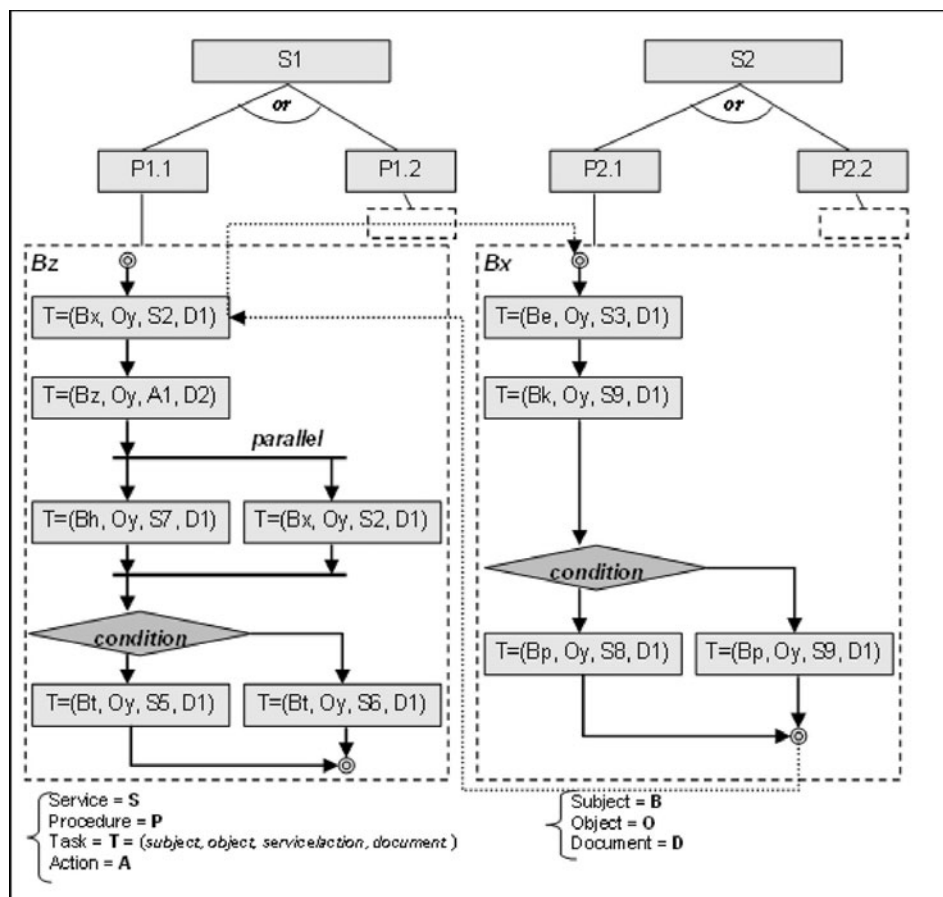 S1
S2
or
or
P1.1
P1.2
P2.1
P2.2
Bz
Bx
T=(Bx, Oy, S2, D1)
T=(Be, Oy, S3, D1)
T=(Bz, Oy, A1, D2)
T=(Bk, Oy, S9, D1)
parallel
T=(Bh, Oy, S7, D1)
T=(Bx, Oy, S2, D1)
condition
condition
T=(Bp, Oy, S8, D1)
T=(Bp, Oy, S9, D1)
T=(Bt, Oy, S5, D1)
T=(Bt, Oy, S6, D1)
Service = S
Procedure = P
Task = T = (subject, object, service/action, document )
Action = A
Subject = B
Object = O
Document = D